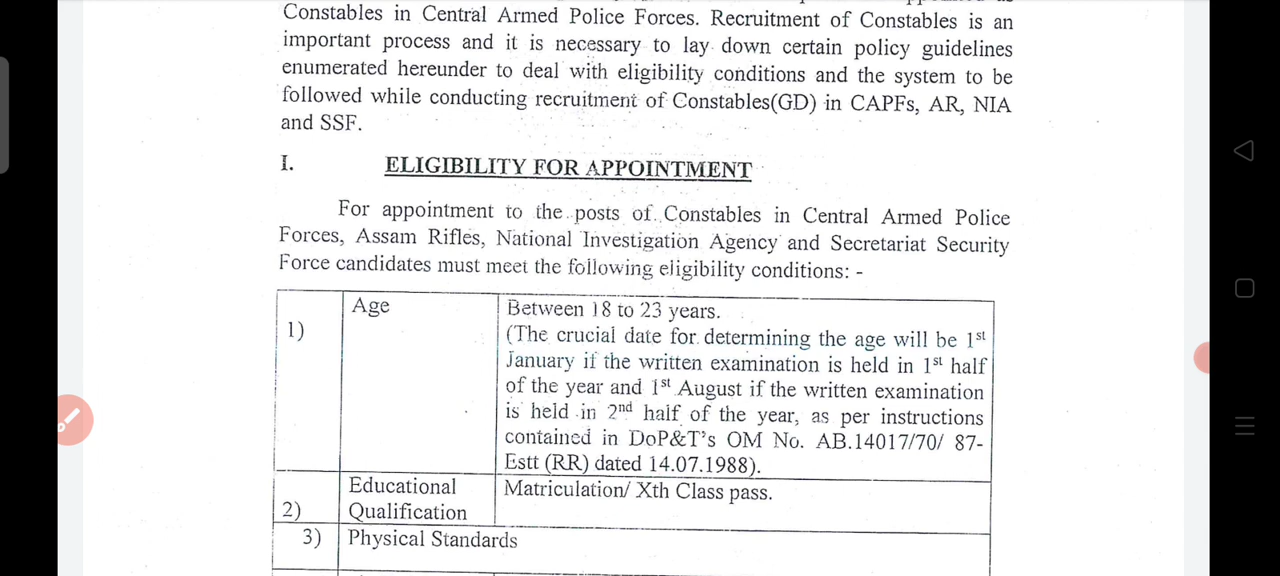 Constables in Central Armed Police Forces. Recruitment of Constables is an
important process and it is necessary to lay down certain policy guidelines
enumerated hereunder to deal with eligibility conditions and the system to be
followed while conducting recruitment of Constables(GD) in CAPFs, AR, NIA
and SSF.
I. ELIGIBILITY FOR APPOINTMENT
For appointment to the posts of Constables in Central Armed Police
Forces, Assam Rifles, National Investigation Agency and Secretariat Security
Force candidates must meet the following eligibility conditions: -
1) Age Between 18 to 23 years.
(The crucial date for determining the age will be 1st
January if the written examination is held in 1st half
of the year and 1st August if the written examination
is held in 2nd half of the year, as per instructions
contained in DoP&T's OM No. AB.14017/70/ 87-
Estt (RR) dated 14.07.1988).
2) Educational Qualification Matriculation/ Xth Class pass.
3) Physical Standards